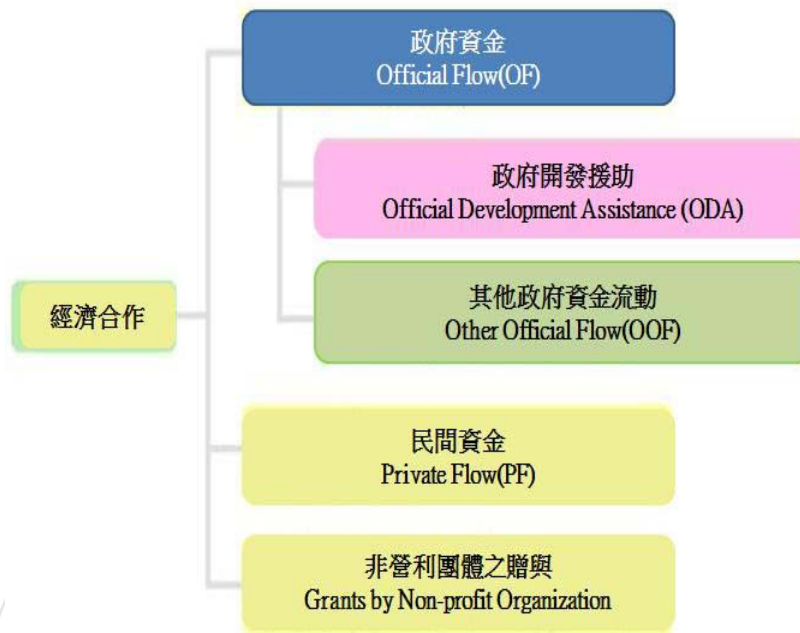 政府資金
Official Flow(OF)
政府開發援助
Official Development Assistance (ODA)
其他政府資金流動
Other Official Flow(OOF)
經濟合作
民間資金
Private Flow(PF)
非營利團體之贈與
Grants by Non-profit Organization